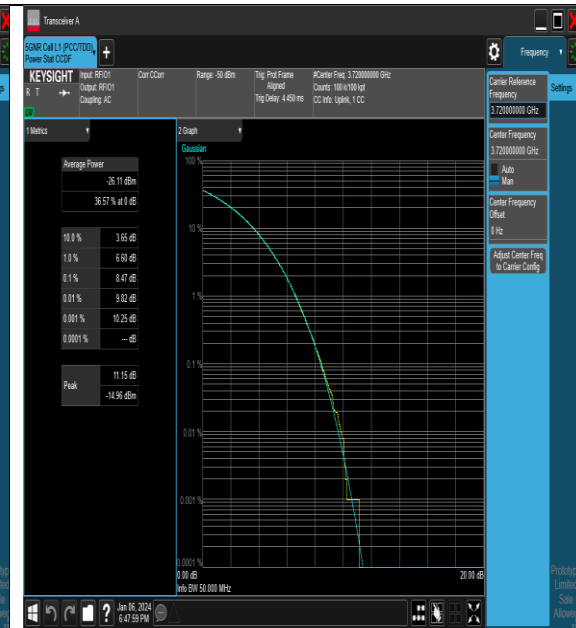 Transceiver A
5GNR Cell L1 (PCC/TDD),
Power Stat CCDF
Frequency
KEYSIGHT
R T
Input: RFIO1
Output: RFIO1
Coupling: AC
Corr CCorr
Range: -50 dBm
Trig: Prot Frame
Aligned
Trig Delay: 4.450 ms
#Center Freq: 3.720000000 GHz
Counts: 100 k/100 kpt
CC Info: Uplink, 1 CC
1 Metrics
2 Graph
Gaussian
Average Power
-26.11 dBm
36.57 % at 0 dB
10.0 % 3.65 dB
1.0 % 6.60 dB
0.1 % 8.47 dB
0.01 % 9.82 dB
0.001 % 10.25 dB
0.0001 % --- dB
Peak
11.15 dB
-14.96 dBm
100 %
10 %
1 %
0.1 %
0.01 %
0.001 %
0.0001 %
0.00 dB
20.00 dB
Info BW 50.000 MHz
Carrier Reference
Frequency
3.720000000 GHz
Center Frequency
3.720000000 GHz
Auto
Man
Center Frequency
Offset
0 Hz
Adjust Center Freq
to Carrier Config
Settings
Jan 06, 2024
6:47:59 PM
?
Limited
Sale